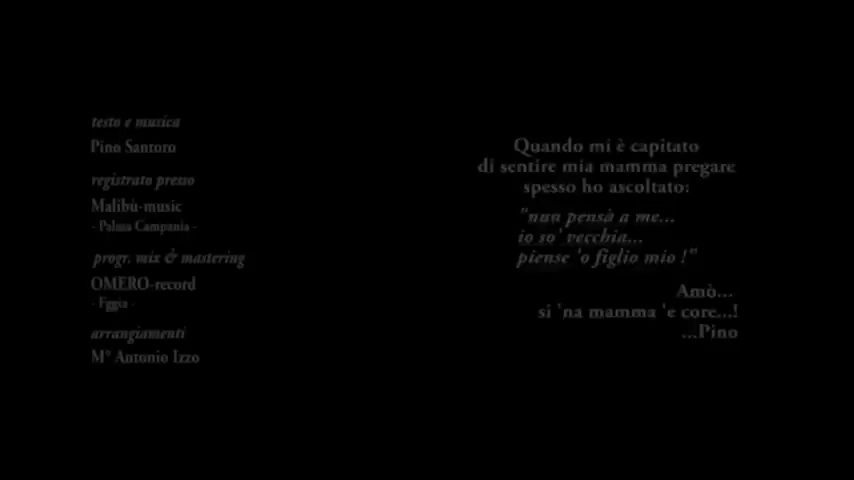 testo e musica
Pino Santoro
registrato presso
Malibù-music
- Palma Campania -
progr. mix & mastering
OMERO-record
- Fggia -
arrangiamenti
M° Antonio Izzo
Quando mi è capitato
di sentire mia mamma pregare
spesso ho ascoltato:
"nun pensà a me...
io so' vecchia...
piense 'o figlio mio !"
Amò...
si 'na mamma 'e core...!
...Pino